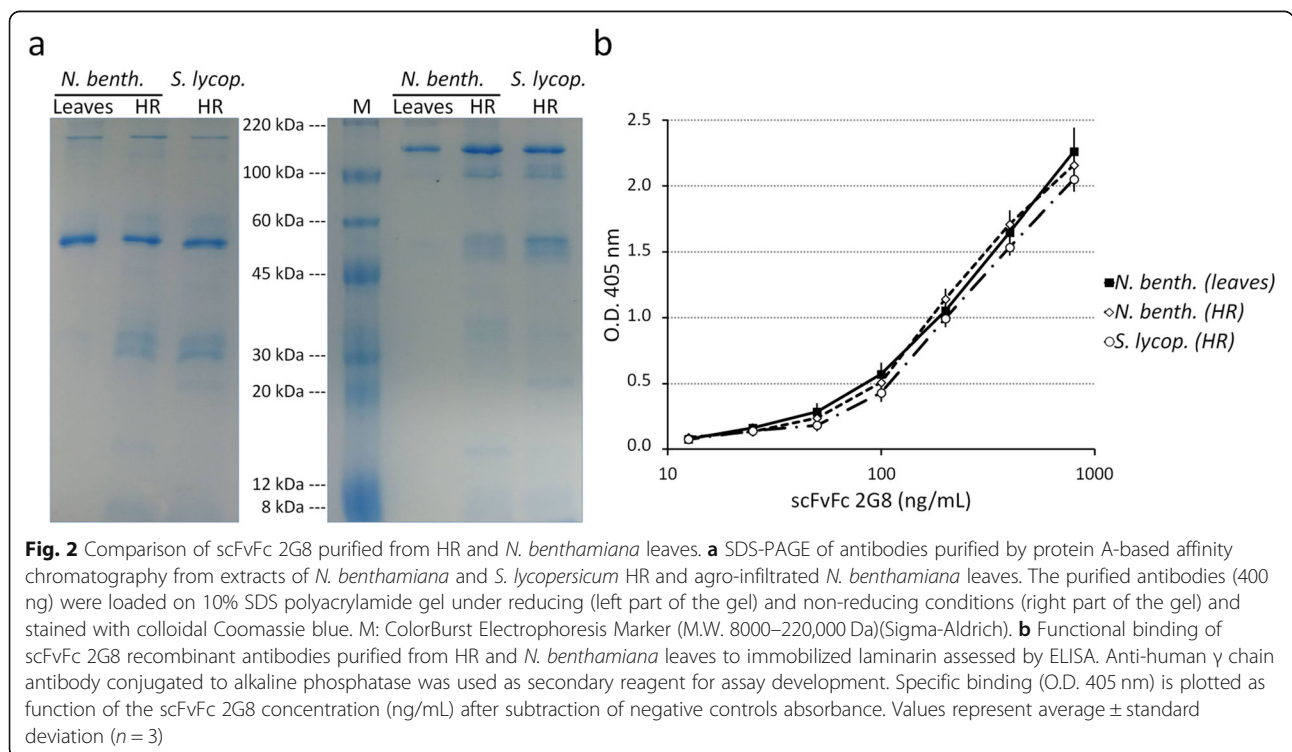 a
N. benth. S. lycop.
Leaves HR HR
N. benth. S. lycop.
M Leaves HR HR
220 kDa ---
100 kDa ---
60 kDa ---
45 kDa ---
30 kDa ---
20 kDa ---
12 kDa ---
8 kDa ---
b
2.5
2.0
1.5
1.0
0.5
0.0
O.D. 405 nm
10 100 1000
scFvFc 2G8 (ng/mL)
N. benth. (leaves)
N. benth. (HR)
S. lycop. (HR)
Fig. 2 Comparison of scFvFc 2G8 purified from HR and N. benthamiana leaves. a SDS-PAGE of antibodies purified by protein A-based affinity
chromatography from extracts of N. benthamiana and S. lycopersicum HR and agro-infiltrated N. benthamiana leaves. The purified antibodies (400
ng) were loaded on 10% SDS polyacrylamide gel under reducing (left part of the gel) and non-reducing conditions (right part of the gel) and
stained with colloidal Coomassie blue. M: ColorBurst Electrophoresis Marker (M.W. 8000–220,000 Da)(Sigma-Aldrich). b Functional binding of
scFvFc 2G8 recombinant antibodies purified from HR and N. benthamiana leaves to immobilized laminarin assessed by ELISA. Anti-human γ chain
antibody conjugated to alkaline phosphatase was used as secondary reagent for assay development. Specific binding (O.D. 405 nm) is plotted as
function of the scFvFc 2G8 concentration (ng/mL) after subtraction of negative controls absorbance. Values represent average ± standard
deviation (n = 3)